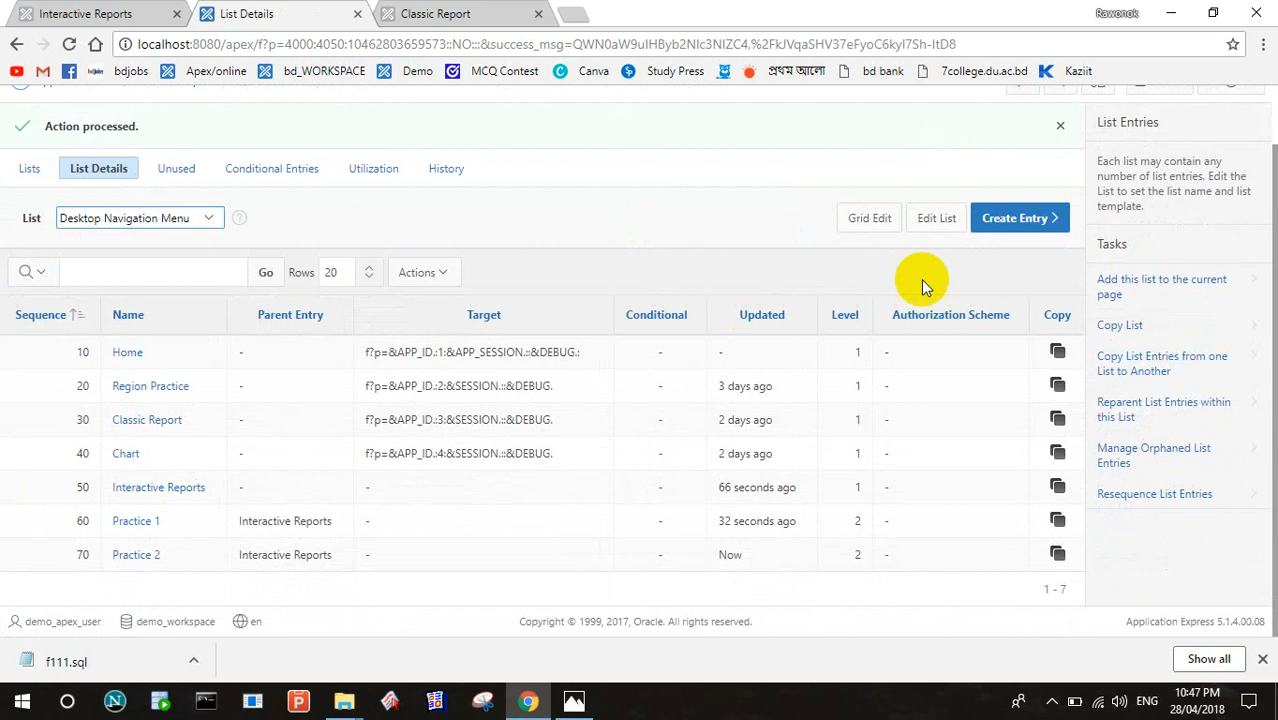 Interactive Reports
List Details
Classic Report
Rawonok
localhost:8080/apex/f?p=4000:4050:10462803659573::NO:::&success_msg=QWN0aW9uIHByb2Nlc3NlZC4,%2FkJVqaSHV37eFyoC6kyl7Sh-ItD8
bdjobs
bdjobs Apex/online bd_WORKSPACE Demo MCQ Contest Canva Study Press প্রথম আলো bd bank 7college.du.ac.bd Kaziit
Action processed.
Lists List Details Unused Conditional Entries Utilization History
List Desktop Navigation Menu ? Grid Edit Edit List Create Entry
Go Rows 20 Actions
Sequence Name Parent Entry Target Conditional Updated Level Authorization Scheme Copy
10 Home - f?p=&APP_ID.:1:&APP_SESSION.::&DEBUG.: - - 1 -
20 Region Practice - f?p=&APP_ID.:2:&SESSION.::&DEBUG. - 3 days ago 1 -
30 Classic Report - f?p=&APP_ID.:3:&SESSION.::&DEBUG. - 2 days ago 1 -
40 Chart - f?p=&APP_ID.:4:&SESSION.::&DEBUG. - 2 days ago 1 -
50 Interactive Reports - - - 66 seconds ago 1 -
60 Practice 1 Interactive Reports - - 32 seconds ago 2 -
70 Practice 2 Interactive Reports - - Now 2 -
1 - 7
List Entries
Each list may contain any
number of list entries. Edit the
List to set the list name and list
template.
Tasks
Add this list to the current
page
Copy List
Copy List Entries from one
List to Another
Reparent List Entries within
this List
Manage Orphaned List
Entries
Resequence List Entries
demo_apex_user demo_workspace en Copyright © 1999, 2017, Oracle. All rights reserved. Application Express 5.1.4.00.08
f111.sql Show all
ENG
10:47 PM
28/04/2018